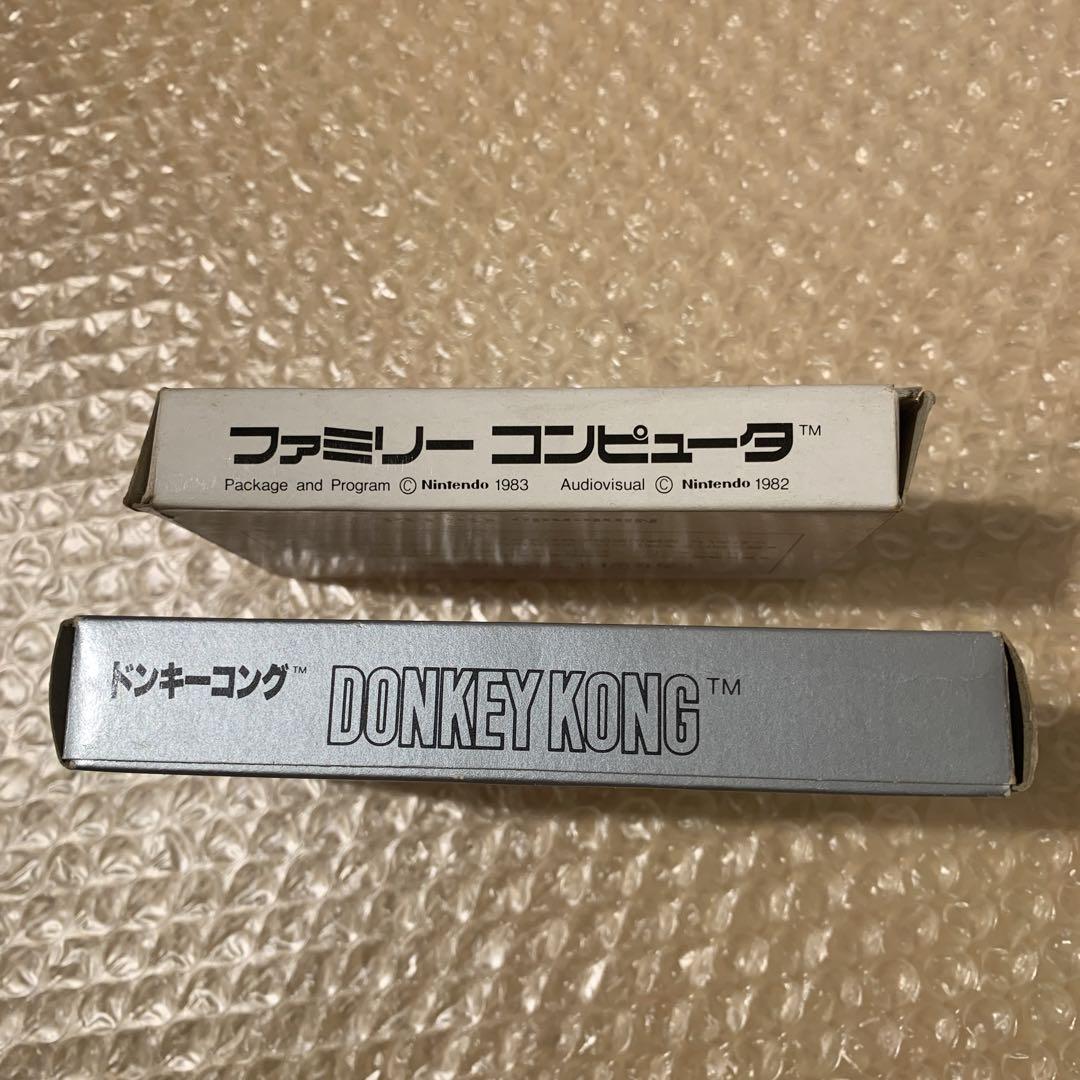 ファミリー コンピュータ™
Package and Program © Nintendo 1983 Audiovisual © Nintendo 1982
ドンキーコング™ DONKEY KONG™